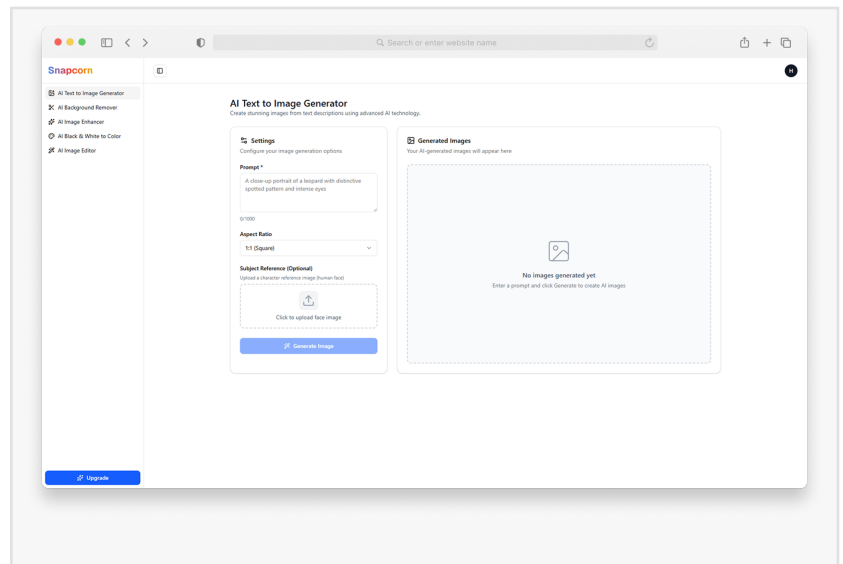 Search or enter website name
Snapcorn
H
AI Text to Image Generator
AI Background Remover
AI Image Enhancer
AI Black & White to Color
AI Image Editor
Upgrade
AI Text to Image Generator
Create stunning images from text descriptions using advanced AI technology.
Settings
Configure your image generation options
Prompt *
A close-up portrait of a leopard with distinctive
spotted pattern and intense eyes
0/1000
Aspect Ratio
1:1 (Square)
Subject Reference (Optional)
Upload a character reference image (human face)
Click to upload face image
Generate Image
Generated Images
Your AI-generated images will appear here
No images generated yet
Enter a prompt and click Generate to create AI images